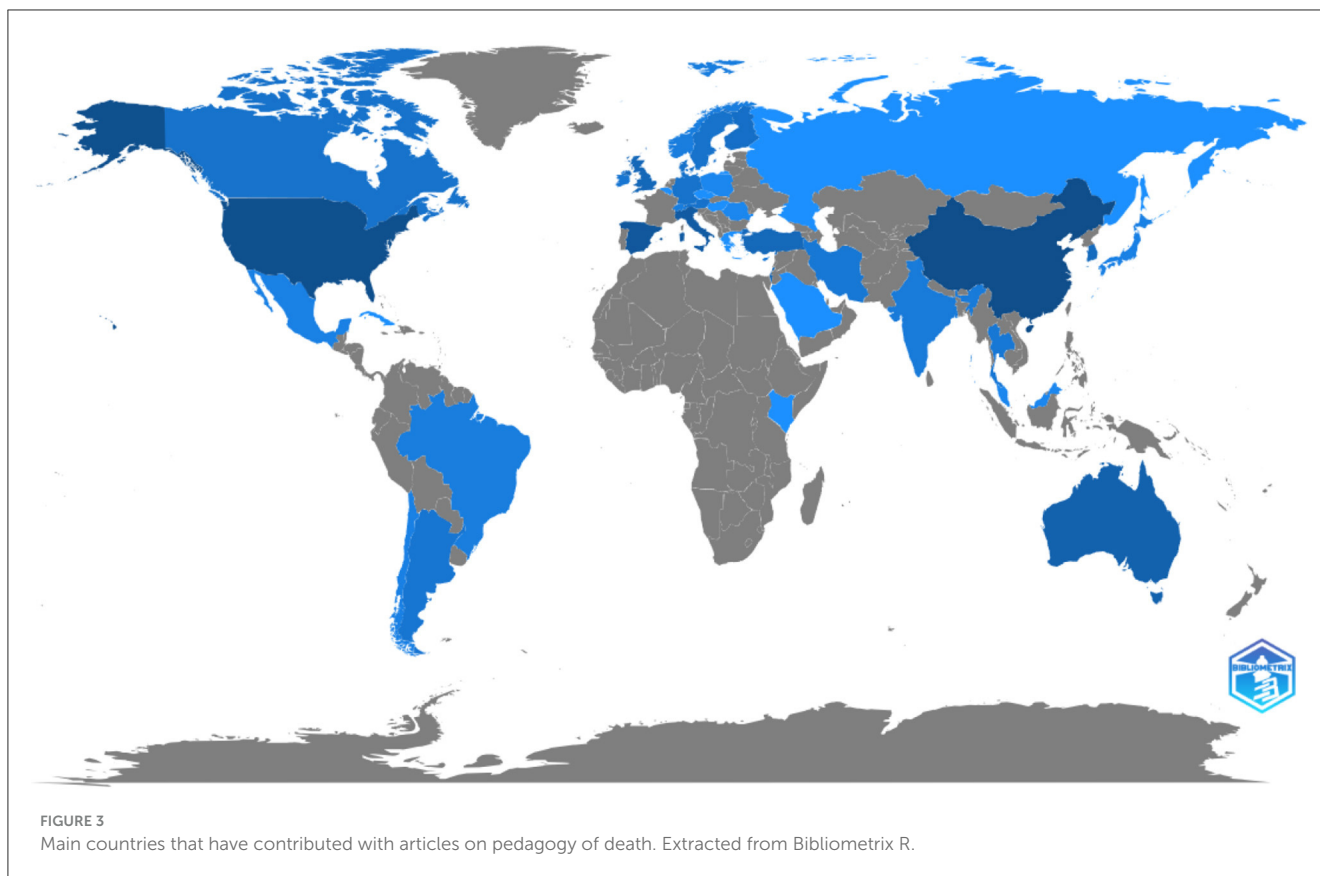 BIBLIOMETRIX
FIGURE 3
Main countries that have contributed with articles on pedagogy of death. Extracted from Bibliometrix R.